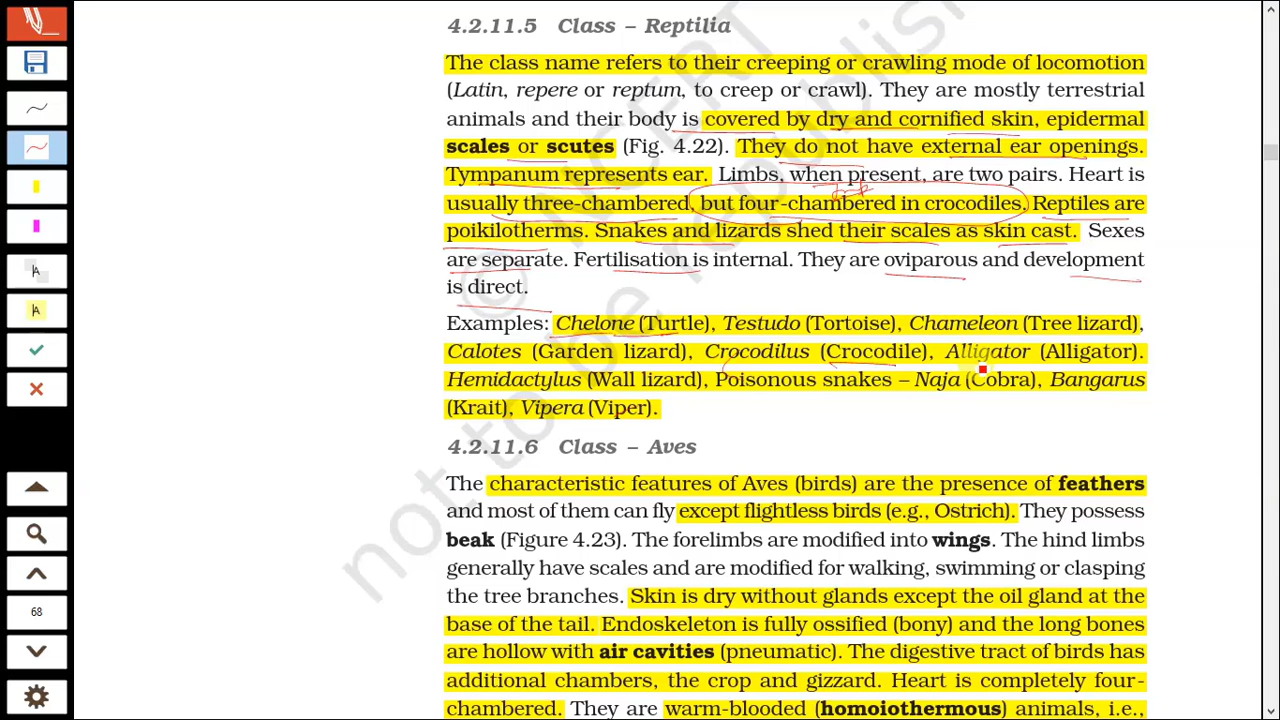 4.2.11.5 Class – Reptilia
The class name refers to their creeping or crawling mode of locomotion
(Latin, repere or reptum, to creep or crawl). They are mostly terrestrial
animals and their body is covered by dry and cornified skin, epidermal
scales or scutes (Fig. 4.22). They do not have external ear openings.
Tympanum represents ear. Limbs, when present, are two pairs. Heart is
usually three-chambered, but four-chambered in crocodiles. Reptiles are
poikilotherms. Snakes and lizards shed their scales as skin cast. Sexes
are separate. Fertilisation is internal. They are oviparous and development
is direct.
Examples: Chelone (Turtle), Testudo (Tortoise), Chameleon (Tree lizard),
Calotes (Garden lizard), Crocodilus (Crocodile), Alligator (Alligator).
Hemidactylus (Wall lizard), Poisonous snakes – Naja (Cobra), Bangarus
(Krait), Vipera (Viper).
4.2.11.6 Class – Aves
The characteristic features of Aves (birds) are the presence of feathers
and most of them can fly except flightless birds (e.g., Ostrich). They possess
beak (Figure 4.23). The forelimbs are modified into wings. The hind limbs
generally have scales and are modified for walking, swimming or clasping
the tree branches. Skin is dry without glands except the oil gland at the
base of the tail. Endoskeleton is fully ossified (bony) and the long bones
are hollow with air cavities (pneumatic). The digestive tract of birds has
additional chambers, the crop and gizzard. Heart is completely four-
chambered. They are warm-blooded (homoiothermous) animals, i.e.,
© NCERT
not to be republish
A
A
68